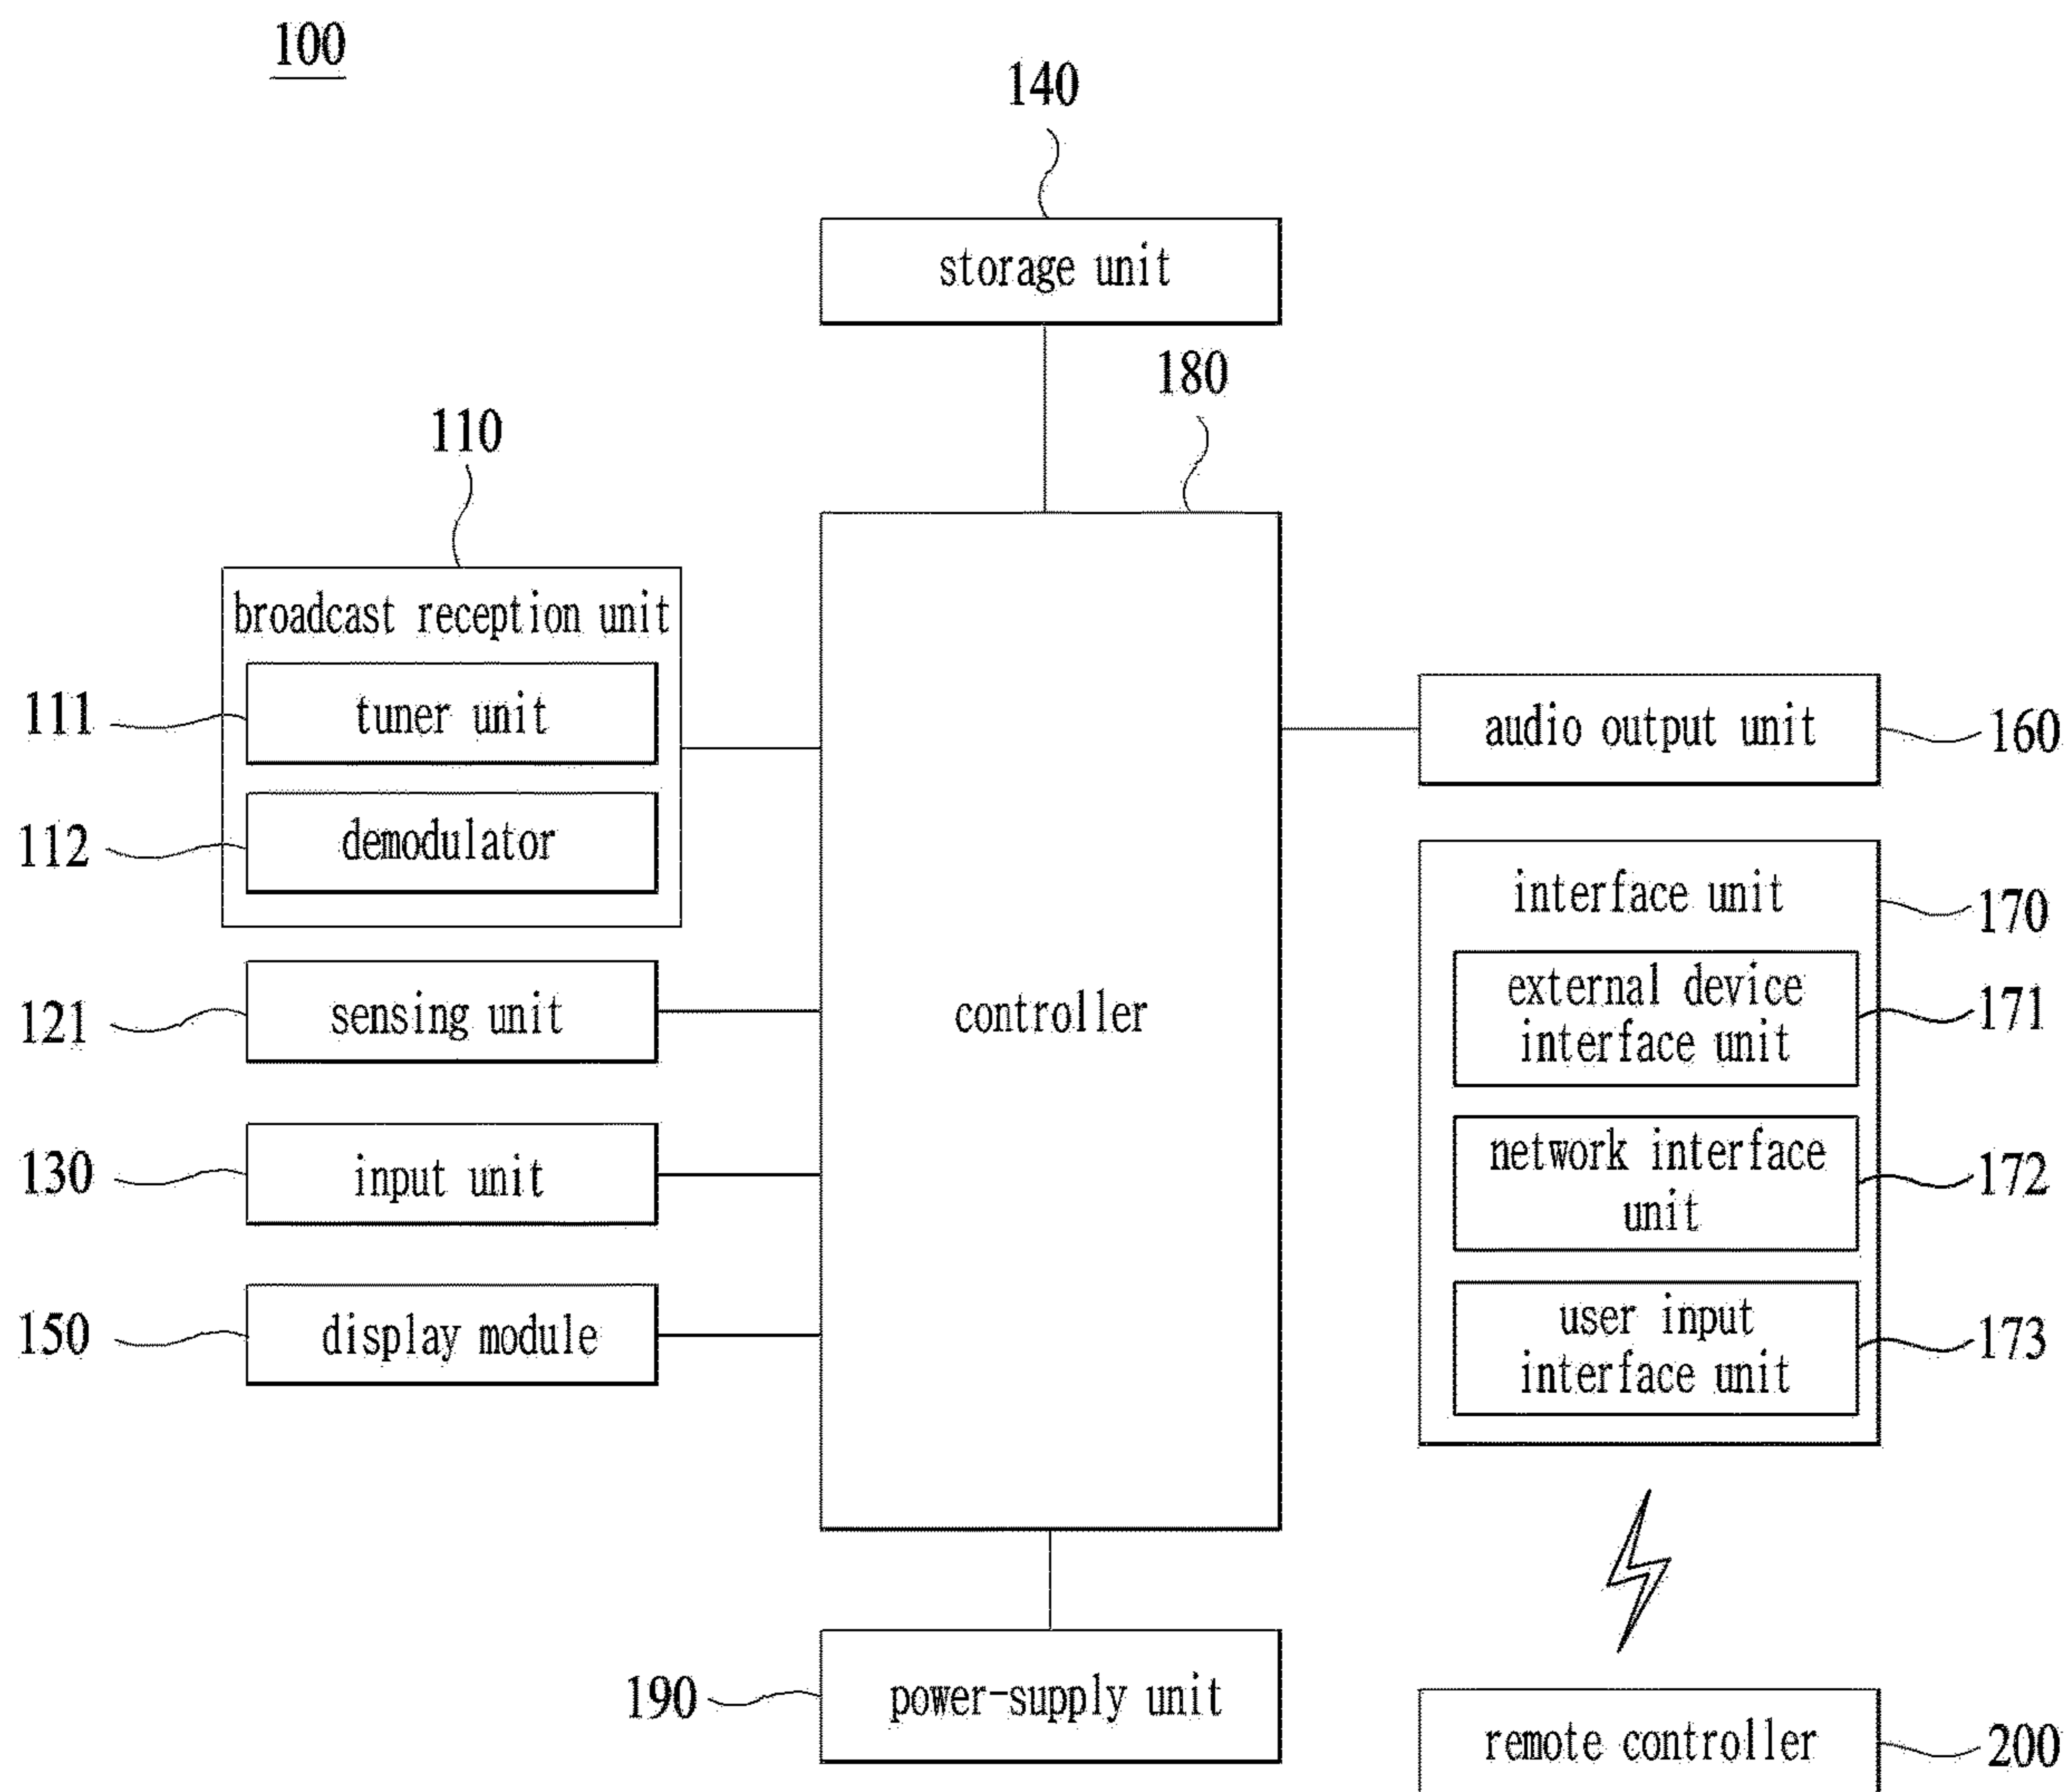 100
140
storage unit
180
110
broadcast reception unit
111
tuner unit
112
demodulator
121
sensing unit
130
input unit
150
display module
controller
audio output unit
160
interface unit
170
external device
interface unit
171
network interface
unit
172
user input
interface unit
173
190
power-supply unit
remote controller
200